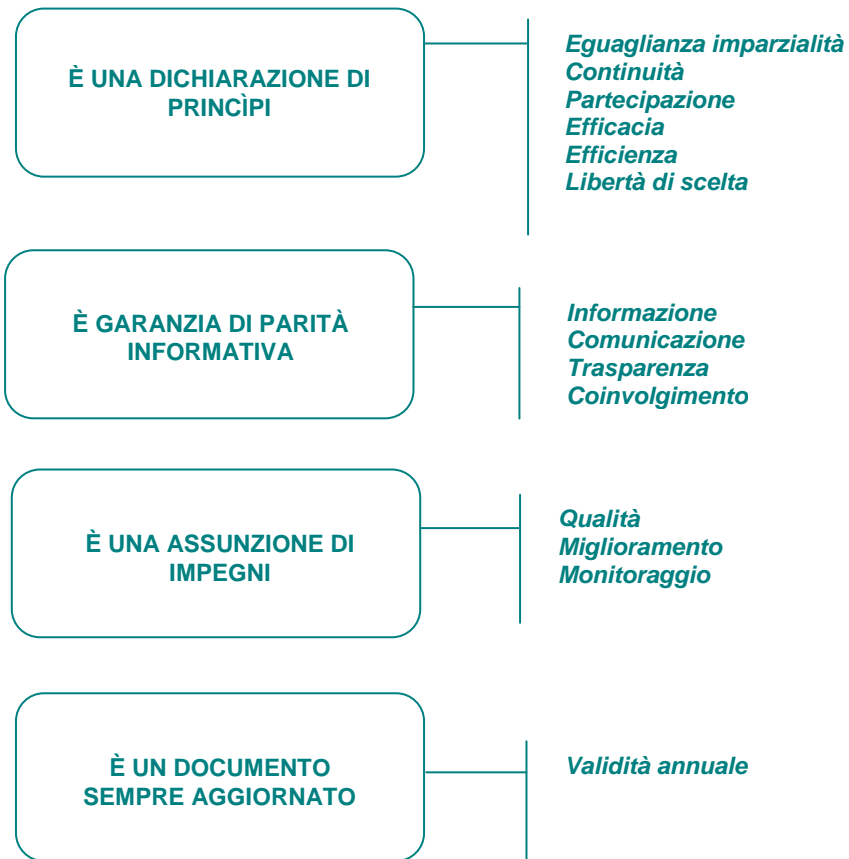 È UNA DICHIARAZIONE DI
PRINCÌPI
Eguaglianza imparzialità
Continuità
Partecipazione
Efficacia
Efficienza
Libertà di scelta
È GARANZIA DI PARITÀ
INFORMATIVA
Informazione
Comunicazione
Trasparenza
Coinvolgimento
È UNA ASSUNZIONE DI
IMPEGNI
Qualità
Miglioramento
Monitoraggio
È UN DOCUMENTO
SEMPRE AGGIORNATO
Validità annuale